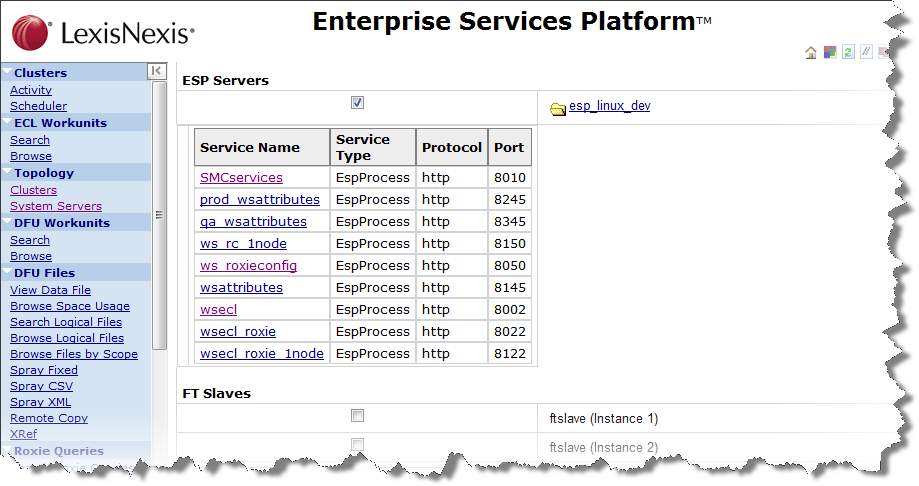 LexisNexis®
Enterprise Services Platform™
Clusters
Activity
Scheduler
ECL Workunits
Search
Browse
Topology
Clusters
System Servers
DFU Workunits
Search
Browse
DFU Files
View Data File
Browse Space Usage
Search Logical Files
Browse Logical Files
Browse Files by Scope
Spray Fixed
Spray CSV
Spray XML
Remote Copy
XRef
Roxie Queries
ESP Servers
esp_linux_dev
Service Name Service Type Protocol Port
SMCservices EspProcess http 8010
prod_wsattributes EspProcess http 8245
qa_wsattributes EspProcess http 8345
ws_rc_1node EspProcess http 8150
ws_roxieconfig EspProcess http 8050
wsattributes EspProcess http 8145
wsecl EspProcess http 8002
wsecl_roxie EspProcess http 8022
wsecl_roxie_1node EspProcess http 8122
FT Slaves
ftslave (Instance 1)
ftslave (Instance 2)